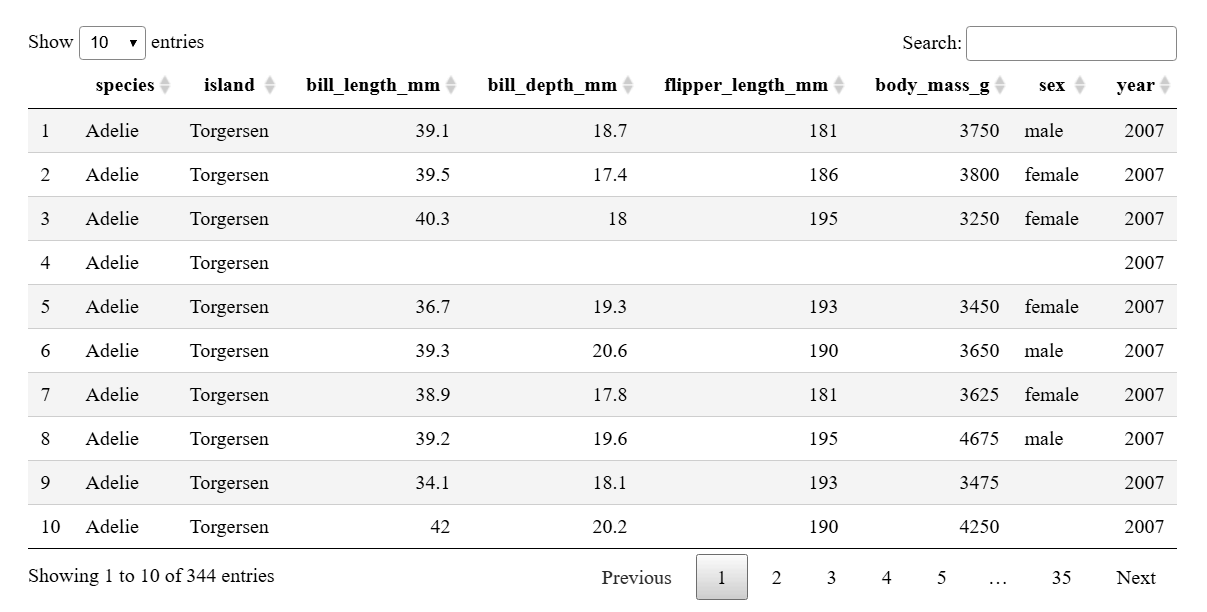 Show 10 entries Search:
species island bill_length_mm bill_depth_mm flipper_length_mm body_mass_g sex year
1 Adelie Torgersen 39.1 18.7 181 3750 male 2007
2 Adelie Torgersen 39.5 17.4 186 3800 female 2007
3 Adelie Torgersen 40.3 18 195 3250 female 2007
4 Adelie Torgersen 2007
5 Adelie Torgersen 36.7 19.3 193 3450 female 2007
6 Adelie Torgersen 39.3 20.6 190 3650 male 2007
7 Adelie Torgersen 38.9 17.8 181 3625 female 2007
8 Adelie Torgersen 39.2 19.6 195 4675 male 2007
9 Adelie Torgersen 34.1 18.1 193 3475 2007
10 Adelie Torgersen 42 20.2 190 4250 2007
Showing 1 to 10 of 344 entries Previous 1 2 3 4 5 … 35 Next